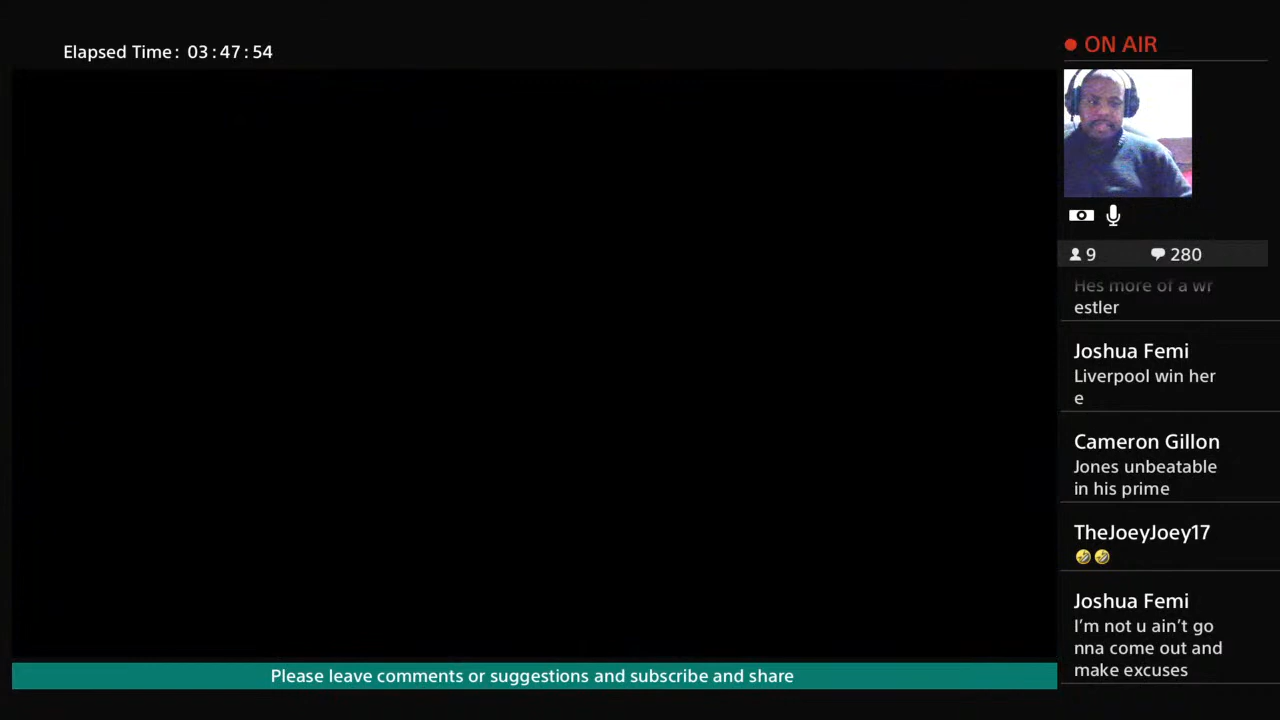 Elapsed Time: 03:47:54
ON AIR
9 280
Hes more of a wr
estler
Joshua Femi
Liverpool win her
e
Cameron Gillon
Jones unbeatable
in his prime
TheJoeyJoey17
🤣🤣
Joshua Femi
I'm not u ain't go
nna come out and
make excuses
Please leave comments or suggestions and subscribe and share